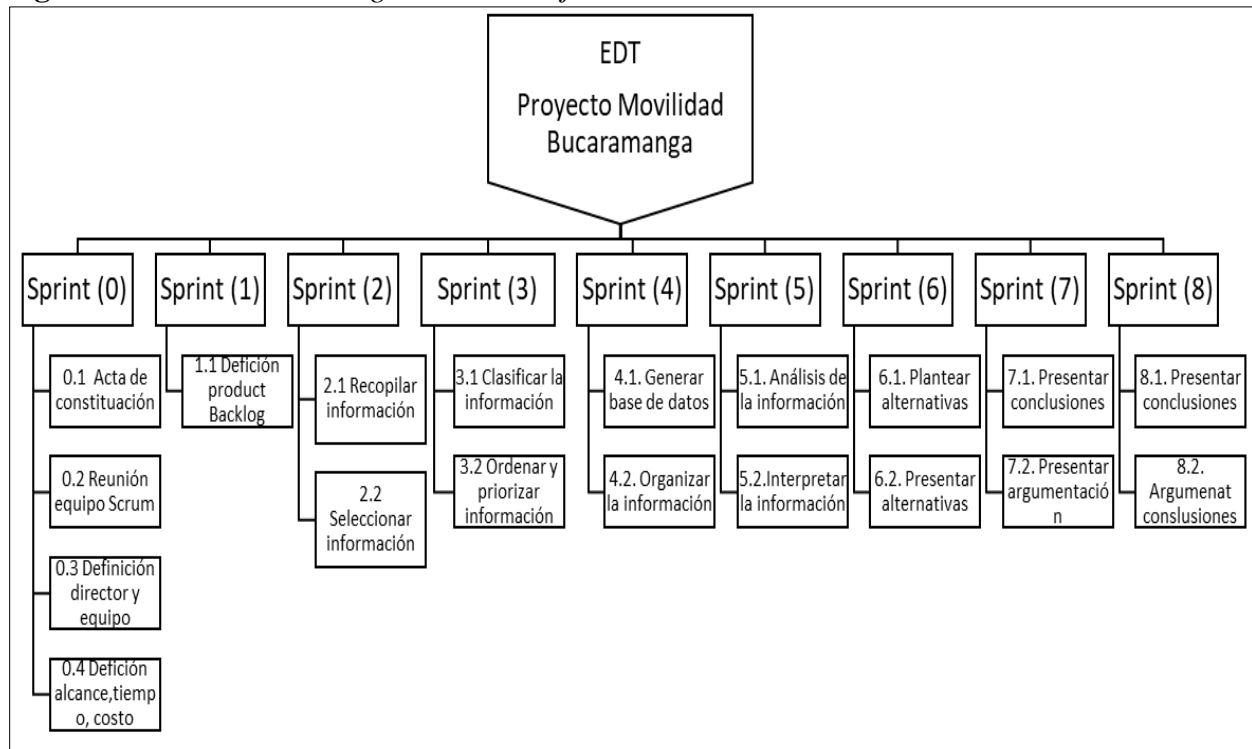 EDT
Proyecto Movilidad
Bucaramanga
Sprint (0)
Sprint (1)
Sprint (2)
Sprint (3)
Sprint (4)
Sprint (5)
Sprint (6)
Sprint (7)
Sprint (8)
0.1 Acta de
constituación
0.2 Reunión
equipo Scrum
0.3 Definición
director y
equipo
0.4 Defición
alcance,tiemp
o, costo
1.1 Defición
product
Backlog
2.1 Recopilar
información
2.2
Seleccionar
información
3.1 Clasificar la
información
3.2 Ordenar y
priorizar
información
4.1. Generar
base de datos
4.2. Organizar
la información
5.1. Análisis de
la información
5.2.Interpretar
la información
6.1. Plantear
alternativas
6.2. Presentar
alternativas
7.1. Presentar
conclusiones
7.2. Presentar
argumentació
n
8.1. Presentar
conclusiones
8.2.
Argumenat
conslusiones